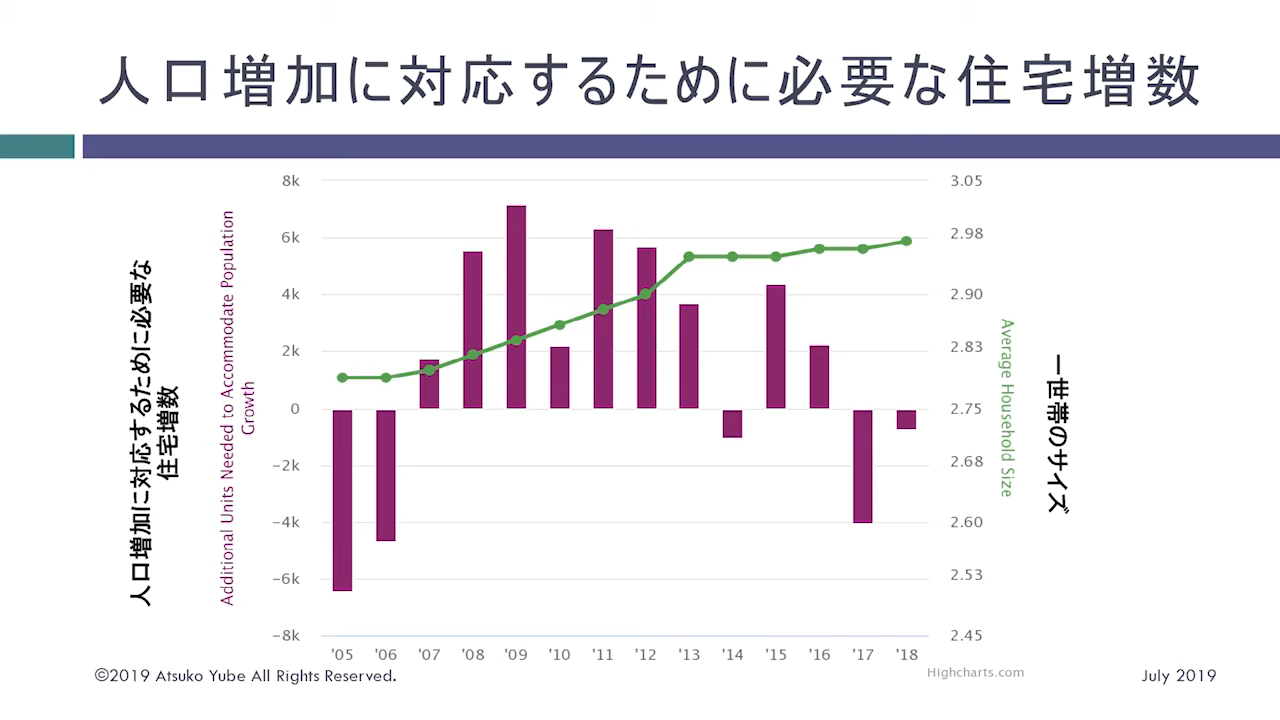 人口増加に対応するために必要な住宅増数
人口増加に対応するために必要な
住宅増数
Additional Units Needed to Accommodate Population
Growth
8k
6k
4k
2k
0
−2k
−4k
−6k
−8k
3.05
2.98
2.90
2.83
2.75
2.68
2.60
2.53
2.45
Average Household Size
一世帯のサイズ
'05 '06 '07 '08 '09 '10 '11 '12 '13 '14 '15 '16 '17 '18
©2019 Atsuko Yube All Rights Reserved.
Highcharts.com
July 2019